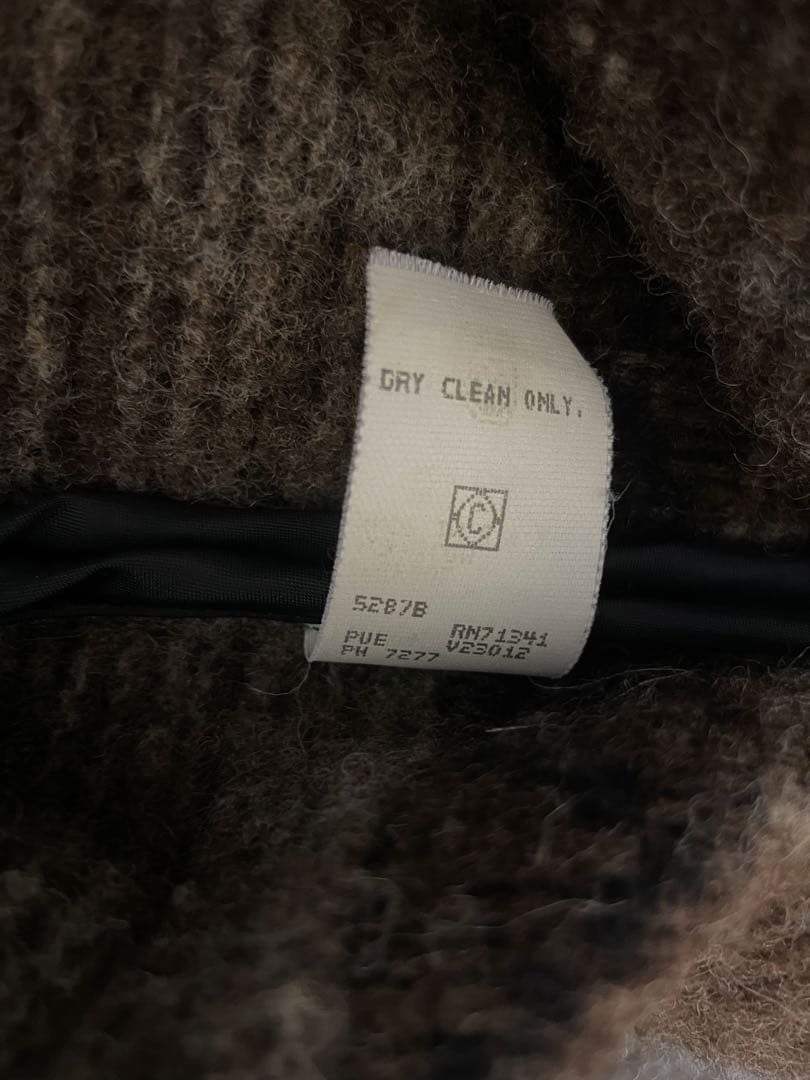 DRY CLEAN ONLY.
C
5287B
PUE RN71341
PH 7277 V23012